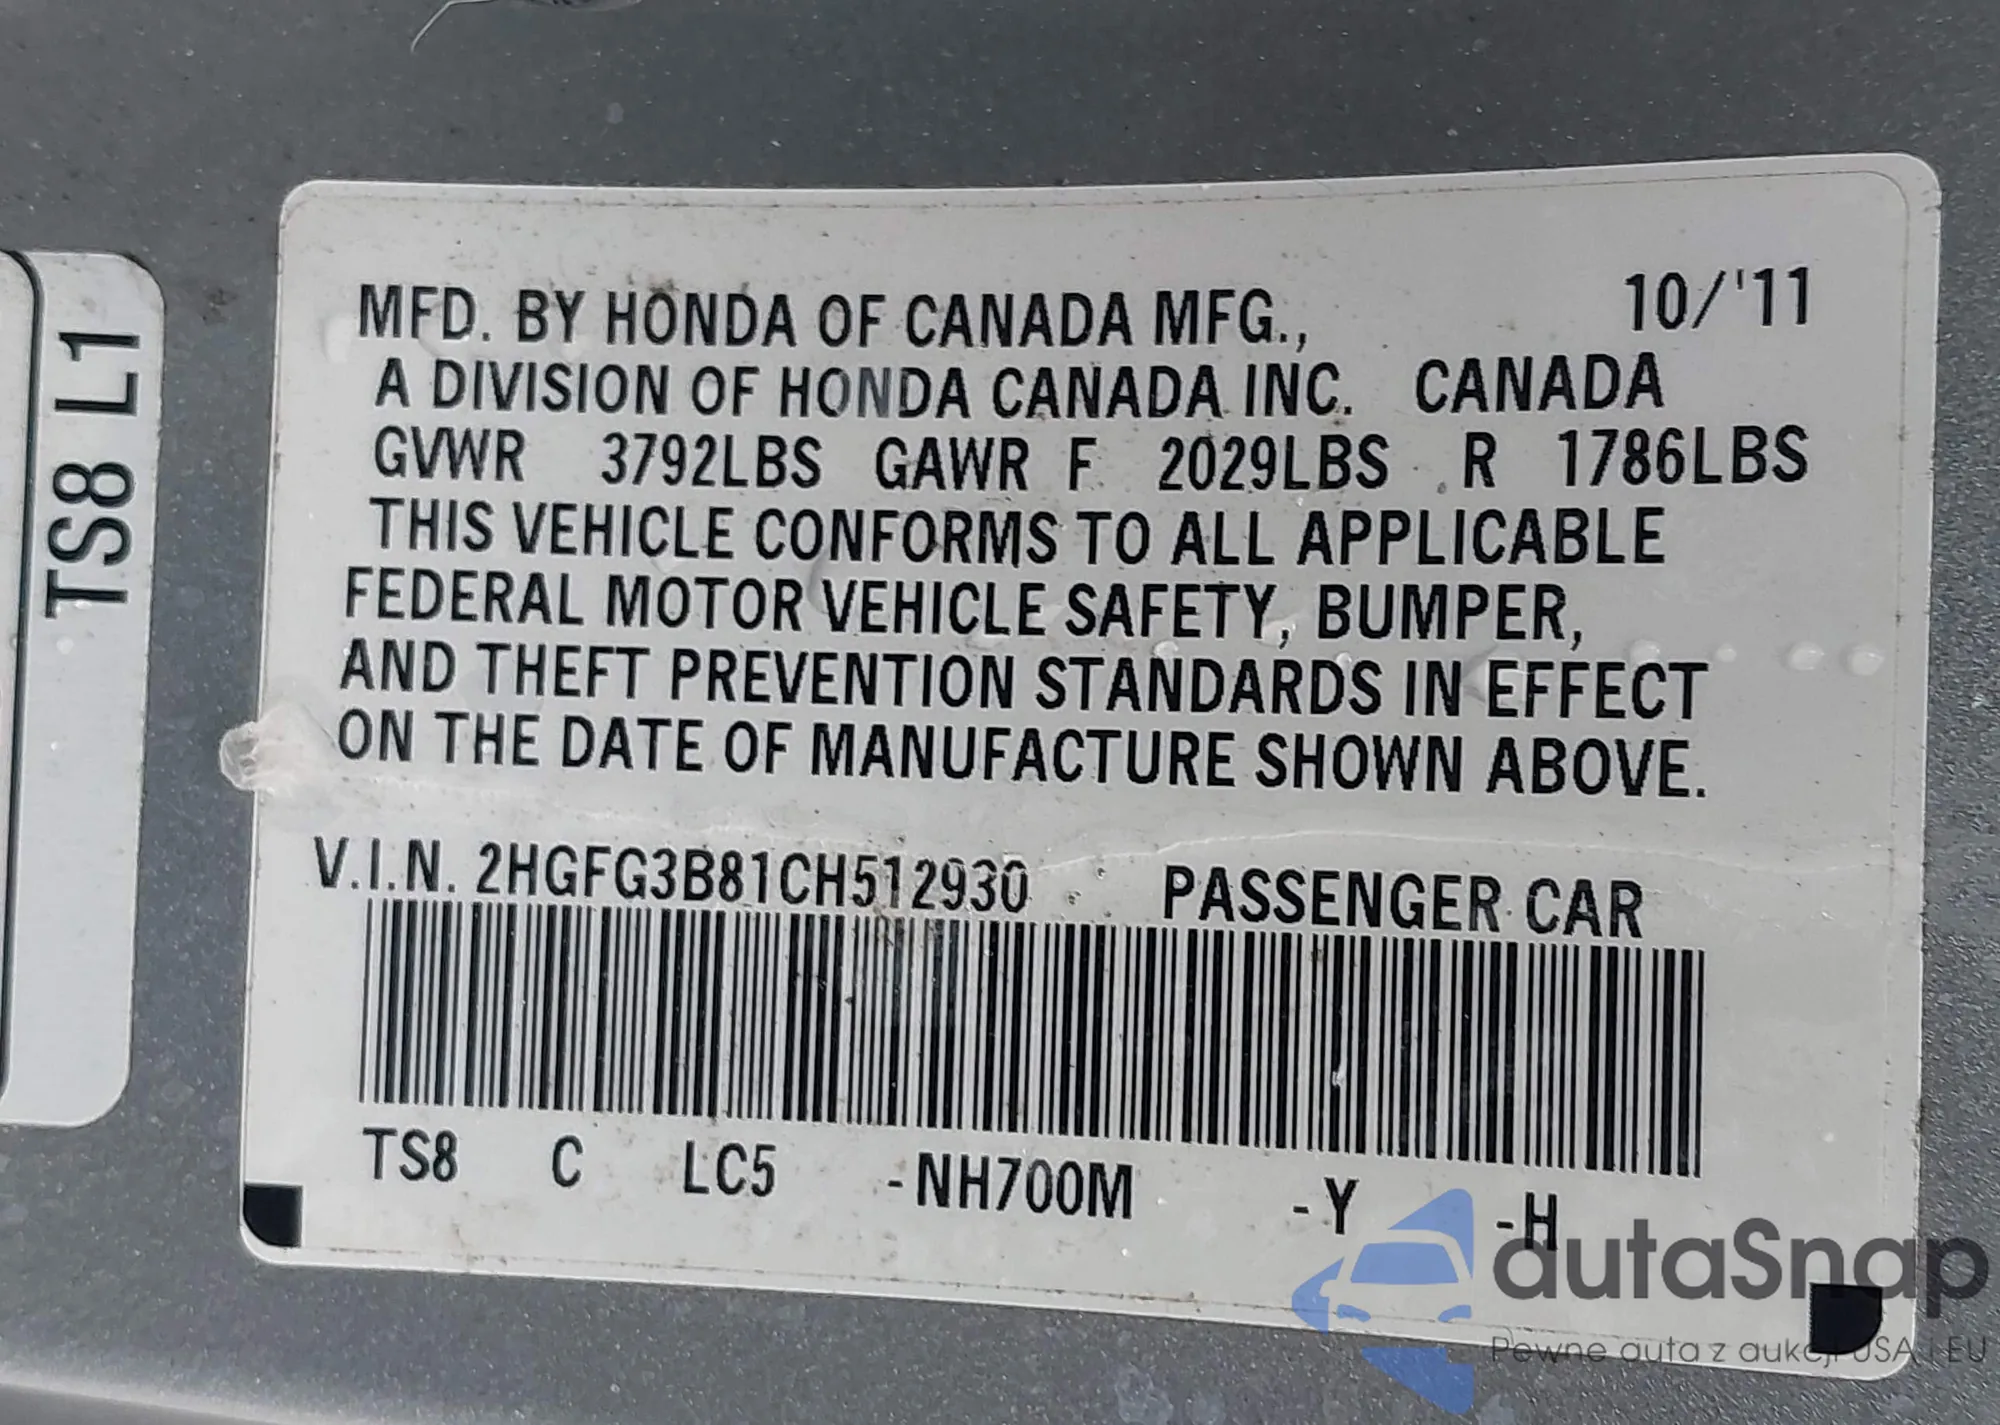 TS8 L1
MFD. BY HONDA OF CANADA MFG., 10/'11
A DIVISION OF HONDA CANADA INC. CANADA
GVWR 3792LBS GAWR F 2029LBS R 1786LBS
THIS VEHICLE CONFORMS TO ALL APPLICABLE
FEDERAL MOTOR VEHICLE SAFETY, BUMPER,
AND THEFT PREVENTION STANDARDS IN EFFECT
ON THE DATE OF MANUFACTURE SHOWN ABOVE.
V.I.N. 2HGFG3B81CH512930 PASSENGER CAR
TS8 C LC5 -NH700M -Y -H
autaSnap
Pewne auta z aukcji USA i EU